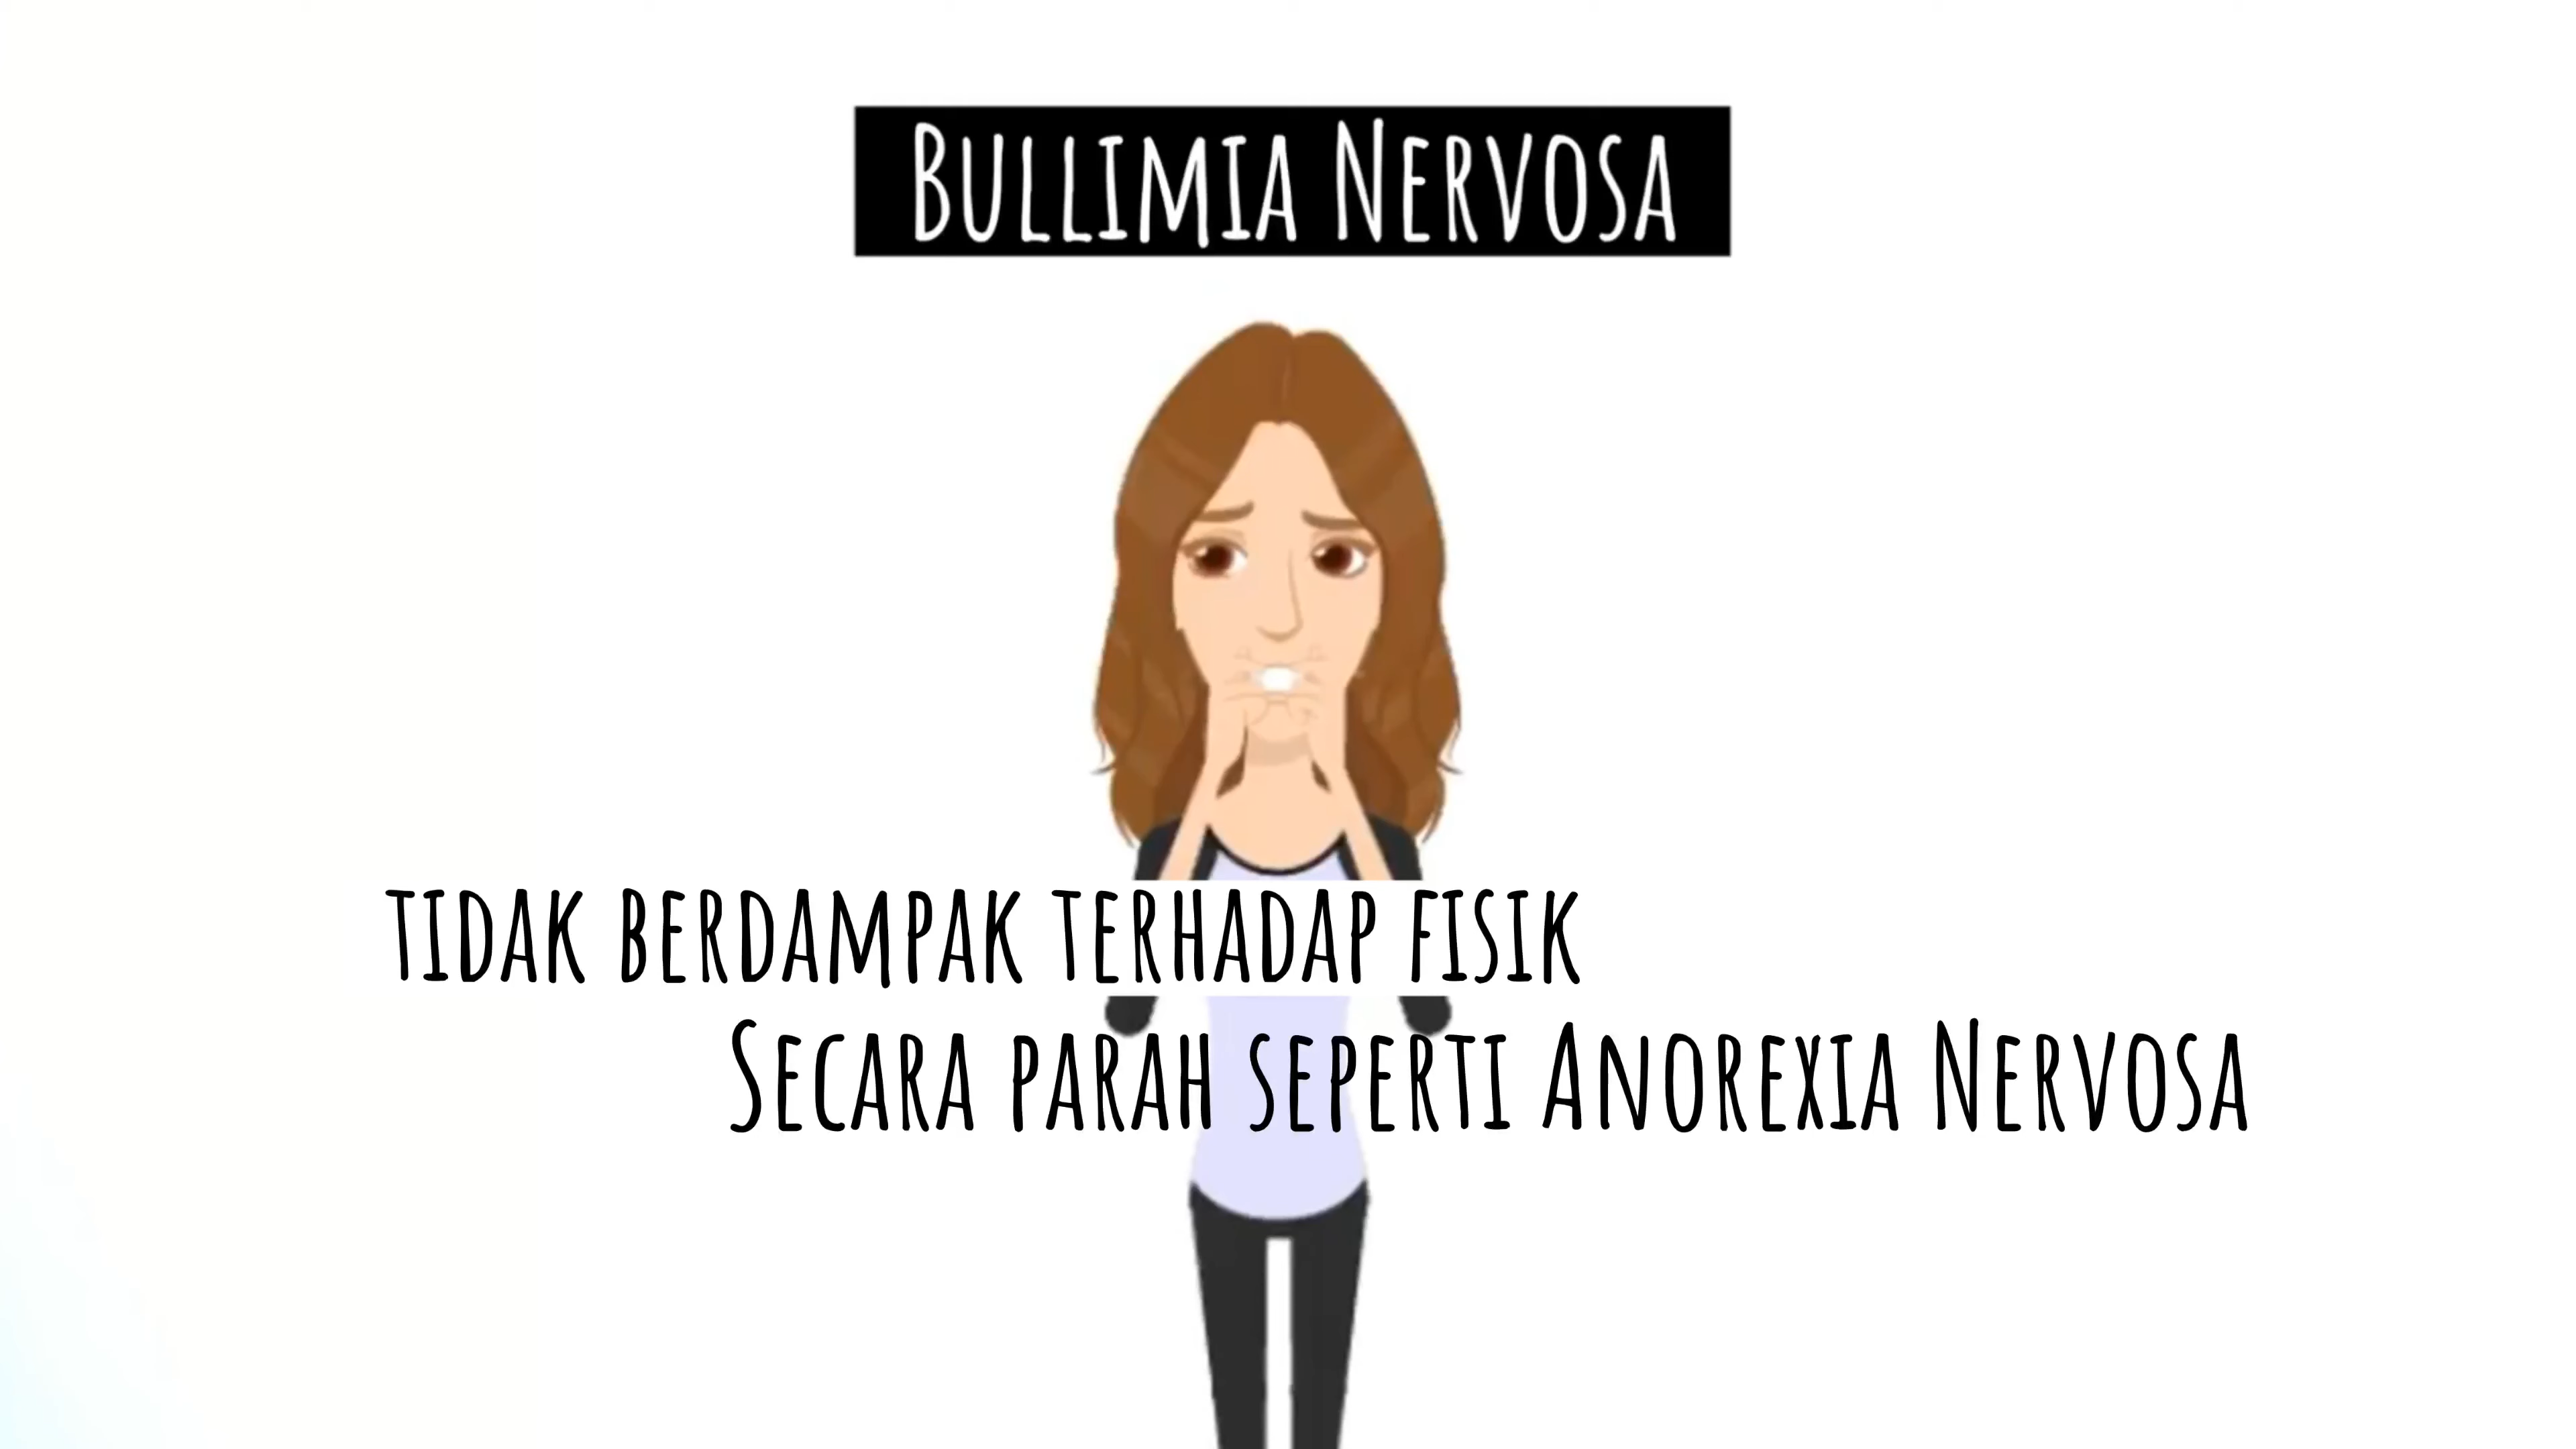 Bullimia Nervosa
tidak berdampak terhadap fisik
Secara parah seperti Anorexia Nervosa